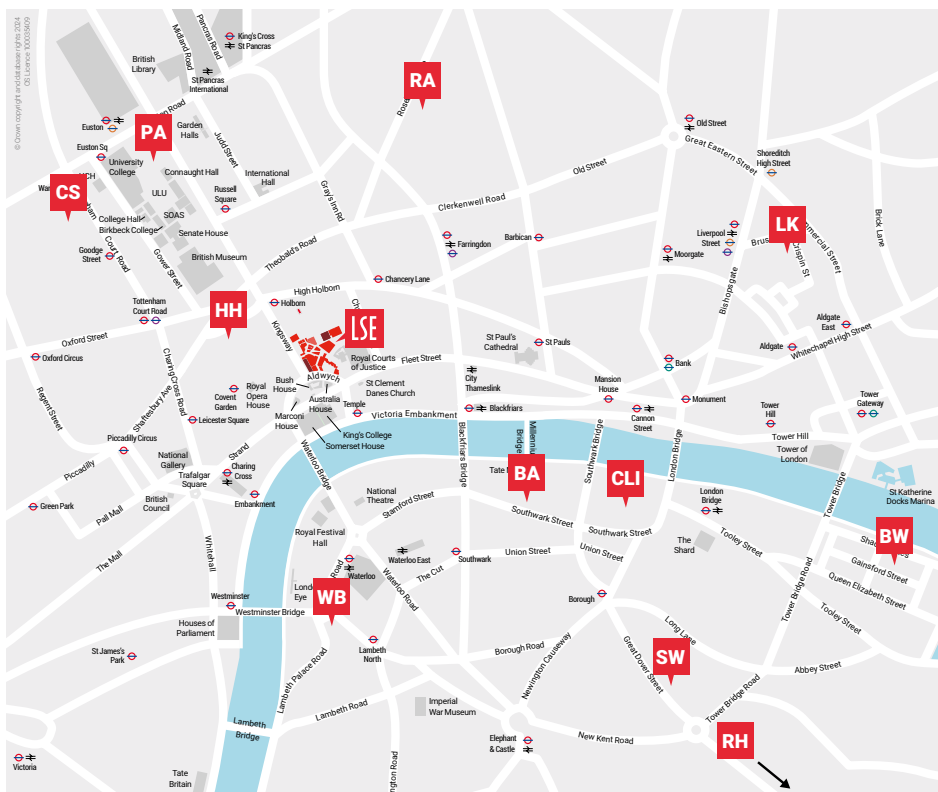 © Crown copyright and database rights 2024
OS Licence 100035409
British
Library
Midland Road
Pancras Road
King's Cross
St Pancras
St Pancras
International
RA
Old Street
Great Eastern Street
Euston
PA
Garden
Halls
Judd Street
Euston Sq
University
College
Connaught Hall
International
Hall
Shoreditch
High Street
Old Street
CS
ULU
Russell
Square
Gray's Inn Rd
Clerkenwell Road
College Hall
SOAS
Birkbeck College
Senate House
Goodge
Street
Court Road
Gower Street
British Museum
Theobald's Road
Farringdon
Barbican
Moorgate
Liverpool
Street
LK
Crispin St
Brick Lane
Bishopsgate
Chancery Lane
High Holborn
Tottenham
Court Road
HH
Holborn
Kingsway
LSE
Oxford Street
Oxford Circus
Royal Courts
of Justice
Fleet Street
St Paul's
Cathedral
St Pauls
Bank
Aldgate
East
Aldgate
Whitechapel High Street
Aldwych
Charing Cross Road
Shaftesbury Ave
Regent Street
Covent
Garden
Royal
Opera
House
Bush
House
Australia
House
St Clement
Danes Church
City
Thameslink
Mansion
House
Monument
Tower
Hill
Tower
Gateway
Leicester Square
Marconi
House
Temple
Victoria Embankment
Blackfriars
Cannon
Street
Piccadilly Circus
Strand
King's College
Somerset House
Tower Hill
Tower
of London
Piccadilly
National
Gallery
Trafalgar
Square
Charing
Cross
Waterloo Bridge
Blackfriars Bridge
Bridge
Southwark Bridge
London Bridge
BA
CLI
Tower Bridge
St Katherine
Docks Marina
Green Park
Pall Mall
British
Council
Embankment
National
Theatre
Stamford Street
Southwark Street
London
Bridge
The Mall
Whitehall
Royal Festival
Hall
Waterloo East
Southwark
Union Street
Southwark Street
Union Street
The
Shard
Tooley Street
BW
Gainsford Street
Queen Elizabeth Street
Tooley Street
Eye
Waterloo
The Cut
Waterloo Road
WB
Westminster
Westminster Bridge
Houses of
Parliament
St James's
Park
Lambeth
North
Borough
Borough Road
Newington Causeway
Great Dover Street
Long Lane
SW
Tower Bridge Road
Abbey Street
Tower Bridge Road
Lambeth Palace Road
Lambeth Road
Lambeth
Bridge
Imperial
War Museum
Elephant
& Castle
New Kent Road
RH
Victoria
Tate
Britain